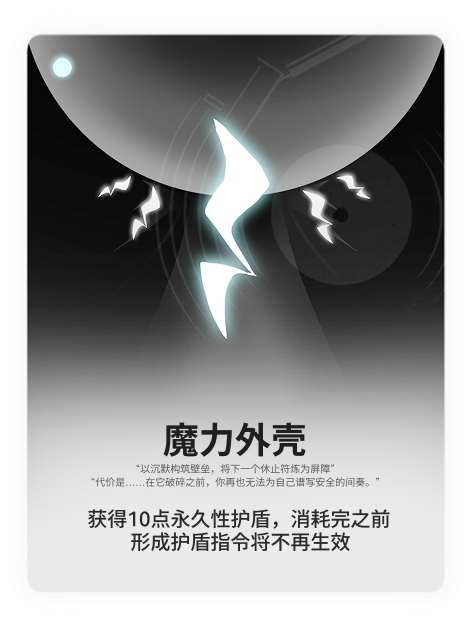 魔力外壳
“以沉默构筑壁垒，将下一个休止符炼为屏障”
“代价是……在它破碎之前，你再也无法为自己谱写安全的间奏。”
获得10点永久性护盾，消耗完之前
形成护盾指令将不再生效